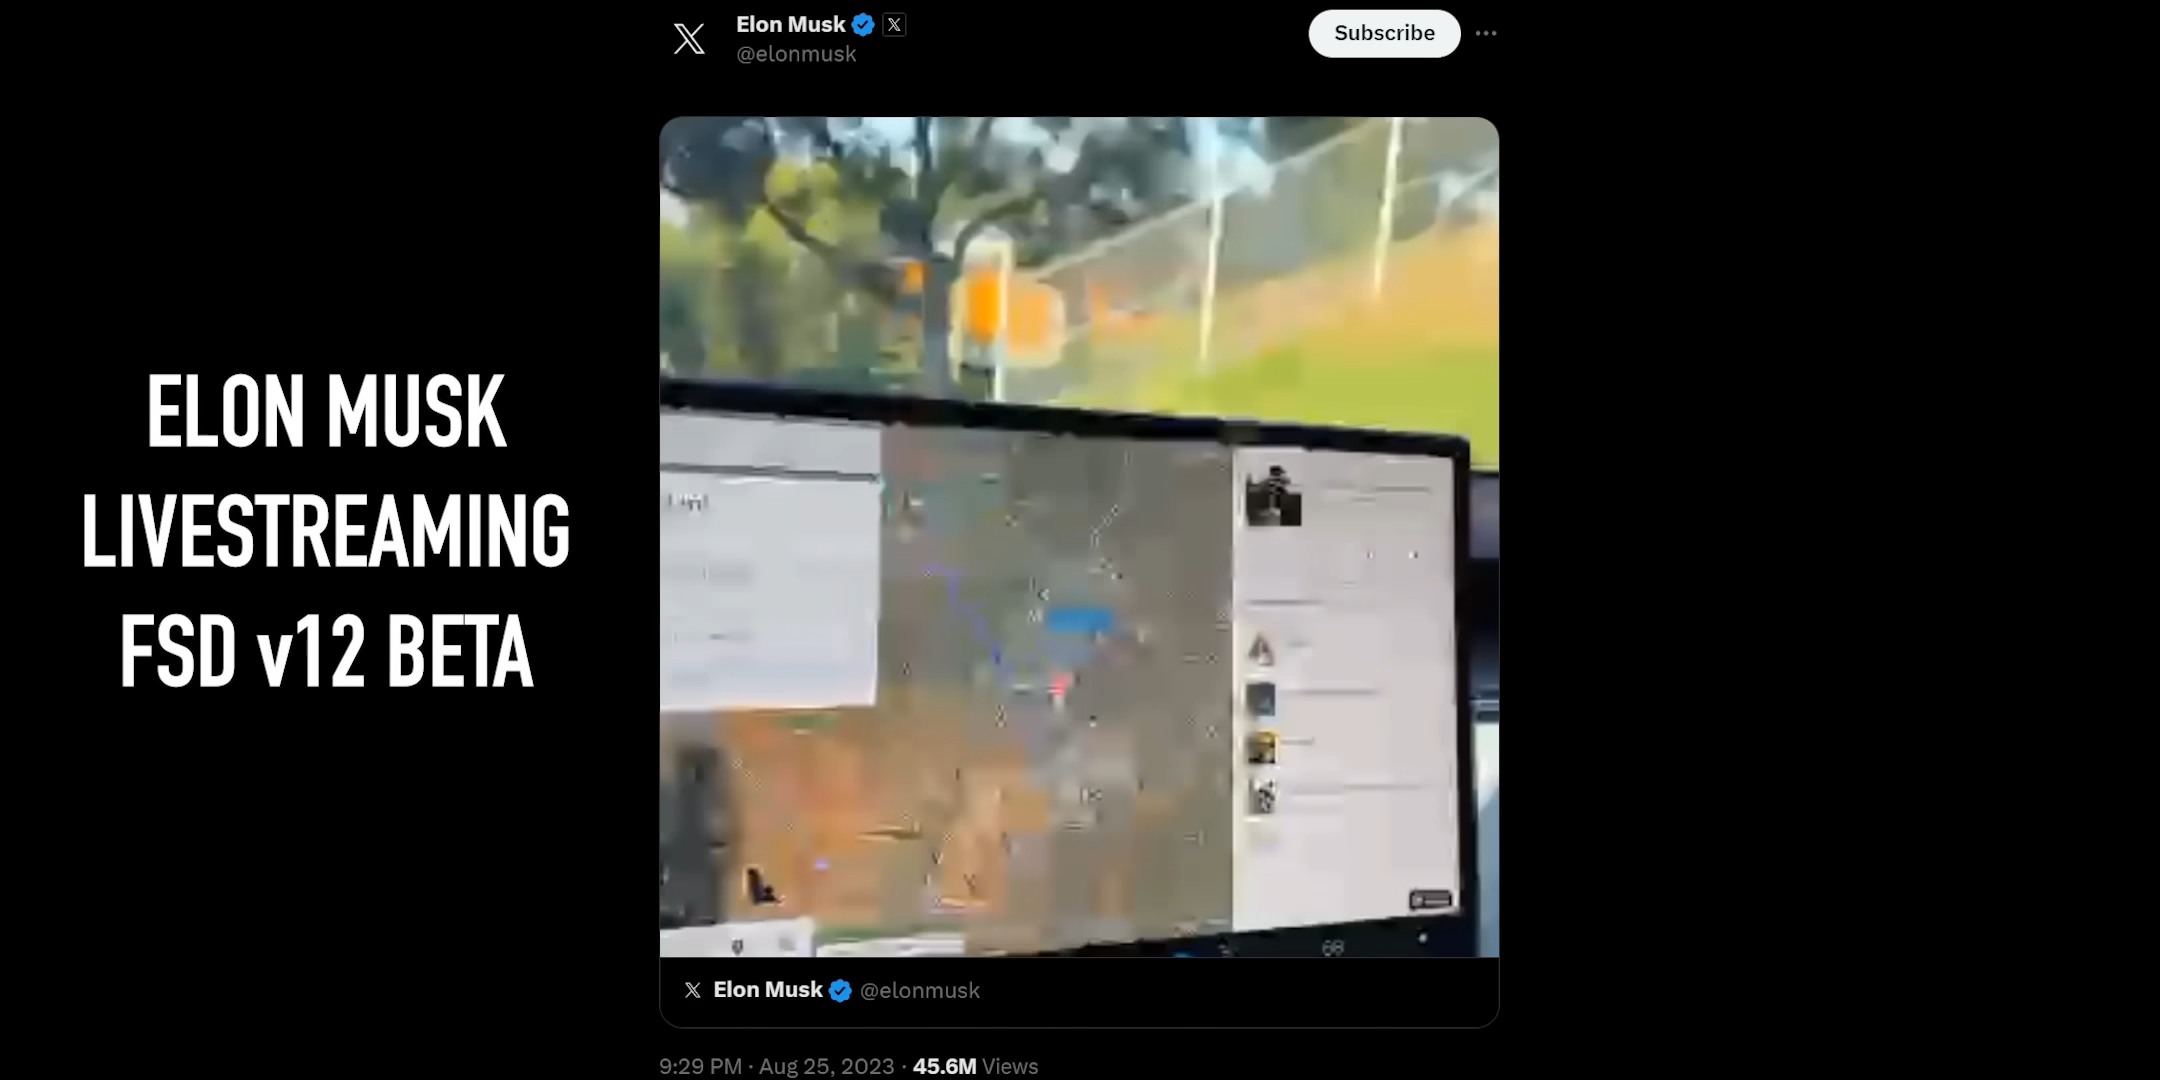 Elon Musk
@elonmusk
Subscribe
ELON MUSK
LIVESTREAMING
FSD v12 BETA
68
Elon Musk @elonmusk
9:29 PM · Aug 25, 2023 · 45.6M Views